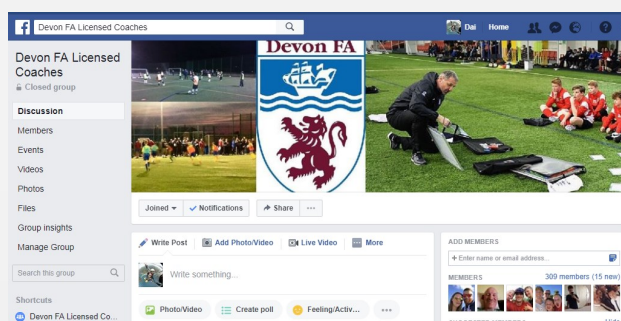 Devon FA Licensed Coaches
Dai
Home
Devon FA Licensed
Coaches
Closed group
Discussion
Members
Events
Videos
Photos
Files
Group insights
Manage Group
Search this group
Shortcuts
Devon FA Licensed Co...
Devon FA
Joined
Notifications
Share
Write Post
Add Photo/Video
Live Video
More
Write something...
Photo/Video
Create poll
Feeling/Activ...
ADD MEMBERS
+ Enter name or email address...
MEMBERS
309 members (15 new)